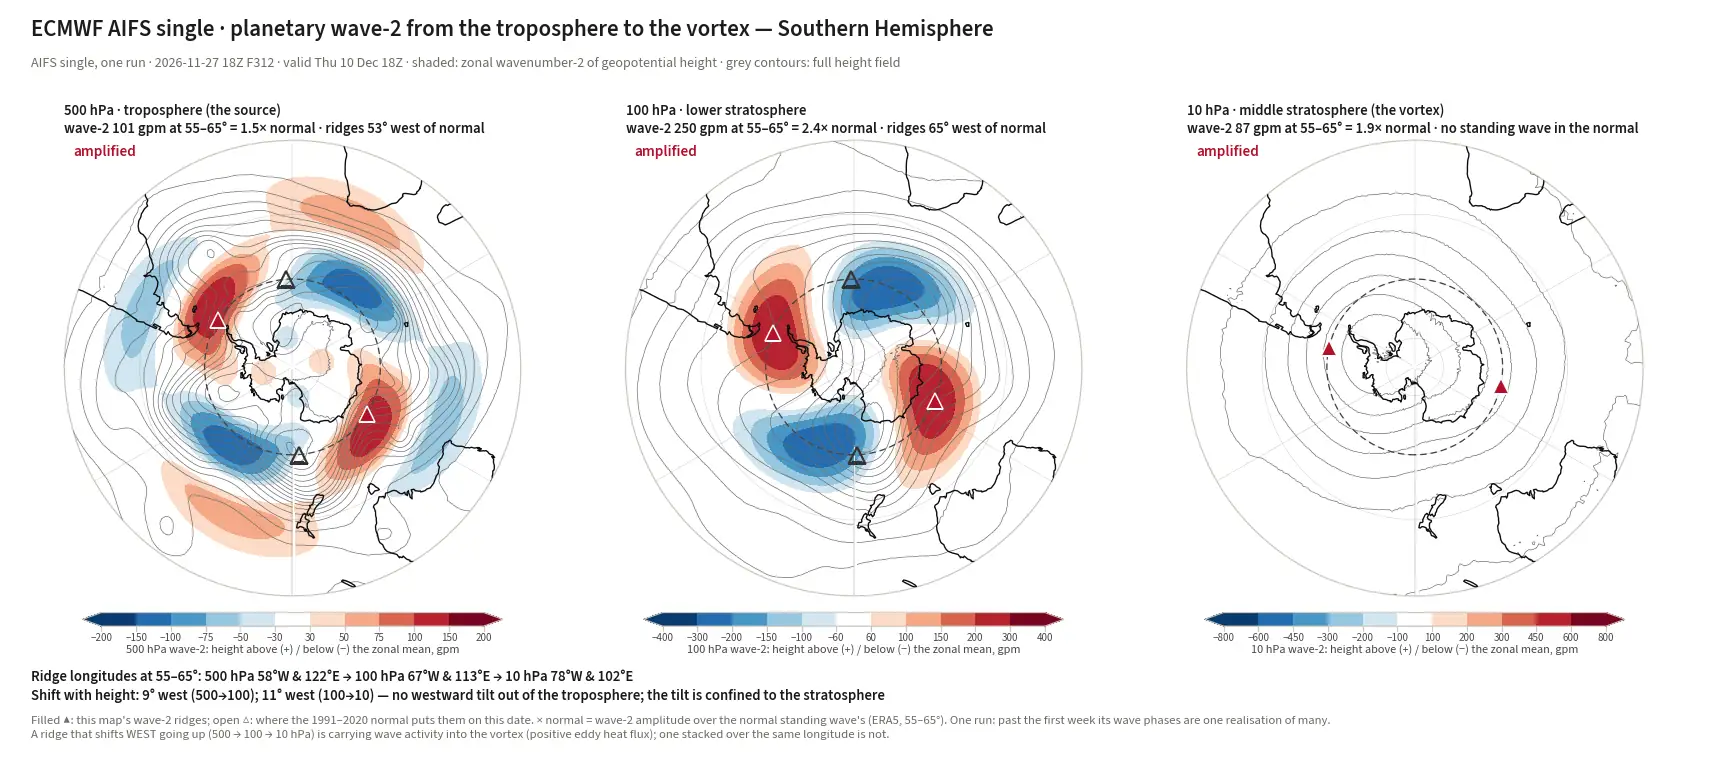 ECMWF AIFS single · planetary wave-2 from the troposphere to the vortex — Southern Hemisphere
AIFS single, one run · 2026-11-27 18Z F312 · valid Thu 10 Dec 18Z · shaded: zonal wavenumber-2 of geopotential height · grey contours: full height field
500 hPa · troposphere (the source)
wave-2 101 gpm at 55–65° = 1.5× normal · ridges 53° west of normal
amplified
100 hPa · lower stratosphere
wave-2 250 gpm at 55–65° = 2.4× normal · ridges 65° west of normal
amplified
10 hPa · middle stratosphere (the vortex)
wave-2 87 gpm at 55–65° = 1.9× normal · no standing wave in the normal
amplified
−200 −150 −100 −75 −50 −30 30 50 75 100 150 200
500 hPa wave-2: height above (+) / below (−) the zonal mean, gpm
−400 −300 −200 −150 −100 −60 60 100 150 200 300 400
100 hPa wave-2: height above (+) / below (−) the zonal mean, gpm
−800 −600 −450 −300 −200 −100 100 200 300 450 600 800
10 hPa wave-2: height above (+) / below (−) the zonal mean, gpm
Ridge longitudes at 55–65°: 500 hPa 58°W & 122°E → 100 hPa 67°W & 113°E → 10 hPa 78°W & 102°E
Shift with height: 9° west (500→100); 11° west (100→10) — no westward tilt out of the troposphere; the tilt is confined to the stratosphere
Filled ▲: this map's wave-2 ridges; open △: where the 1991–2020 normal puts them on this date. × normal = wave-2 amplitude over the normal standing wave's (ERA5, 55–65°). One run: past the first week its wave phases are one realisation of many.
A ridge that shifts WEST going up (500 → 100 → 10 hPa) is carrying wave activity into the vortex (positive eddy heat flux); one stacked over the same longitude is not.